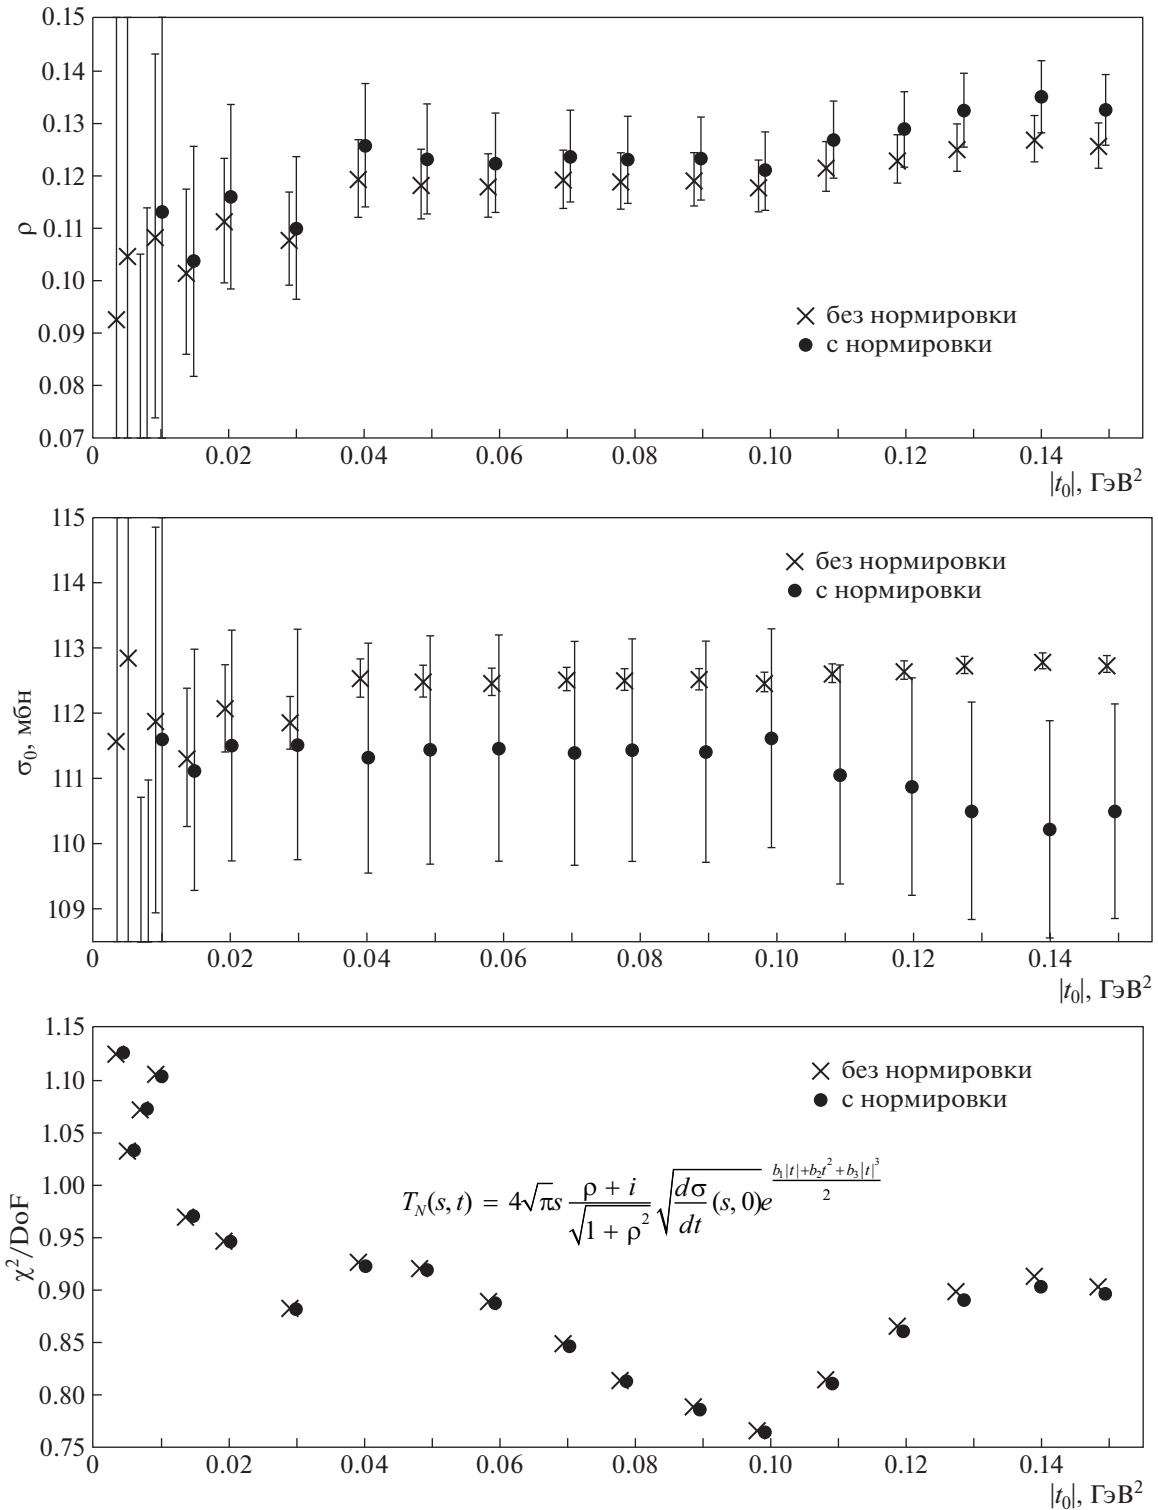 0.15
0.14
0.13
0.12
ρ
0.11
0.10
0.09
0.08
0.07
× без нормировки
● с нормировки
0 0.02 0.04 0.06 0.08 0.10 0.12 0.14
|t₀|, ГэВ²
115
114
113
112
σ₀, мбн
111
110
109
× без нормировки
● с нормировки
0 0.02 0.04 0.06 0.08 0.10 0.12 0.14
|t₀|, ГэВ²
1.15
1.10
1.05
1.00
χ²/DoF
0.95
0.90
0.85
0.80
0.75
× без нормировки
● с нормировки
T_N(s, t) = 4√π s (ρ + i)/√(1 + ρ²) √(dσ/dt (s, 0)) e^((b₁|t| + b₂t² + b₃|t|³)/2)
0 0.02 0.04 0.06 0.08 0.10 0.12 0.14
|t₀|, ГэВ²